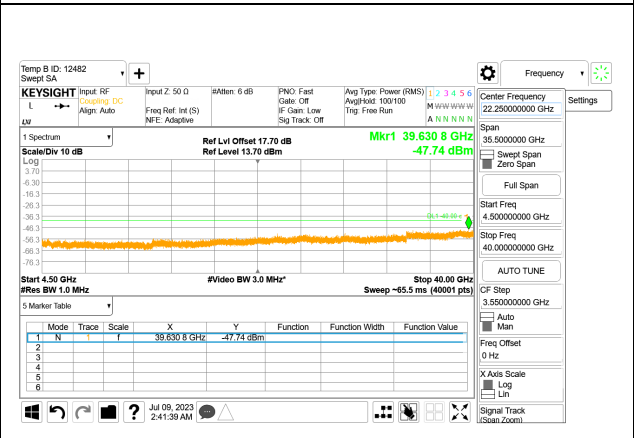 Temp B ID: 12482
Swept SA
Frequency
KEYSIGHT
Input: RF
Coupling: DC
Align: Auto
Input Z: 50 Ω
Freq Ref: Int (S)
NFE: Adaptive
#Atten: 6 dB
PNO: Fast
Gate: Off
IF Gain: Low
Sig Track: Off
Avg Type: Power (RMS)
Avg|Hold: 100/100
Trig: Free Run
1 2 3 4 5 6
M W W W W W
A N N N N N
L
1 Spectrum
Scale/Div 10 dB
Log
Ref Lvl Offset 17.70 dB
Ref Level 13.70 dBm
Mkr1 39.630 8 GHz
-47.74 dBm
3.70
-6.30
-16.3
-26.3
-36.3
-46.3
-56.3
-66.3
-76.3
Start 4.50 GHz
#Res BW 1.0 MHz
#Video BW 3.0 MHz*
Stop 40.00 GHz
Sweep ~65.5 ms (40001 pts)
5 Marker Table
Mode Trace Scale X Y Function Function Width Function Value
1 N 1 f 39.630 8 GHz -47.74 dBm
2
3
4
5
6
Jul 09, 2023
2:41:39 AM
Center Frequency
22.250000000 GHz
Settings
Span
35.5000000 GHz
Swept Span
Zero Span
Full Span
Start Freq
4.500000000 GHz
Stop Freq
40.000000000 GHz
AUTO TUNE
CF Step
3.550000000 GHz
Auto
Man
Freq Offset
0 Hz
X Axis Scale
Log
Lin
Signal Track
(Span Zoom)